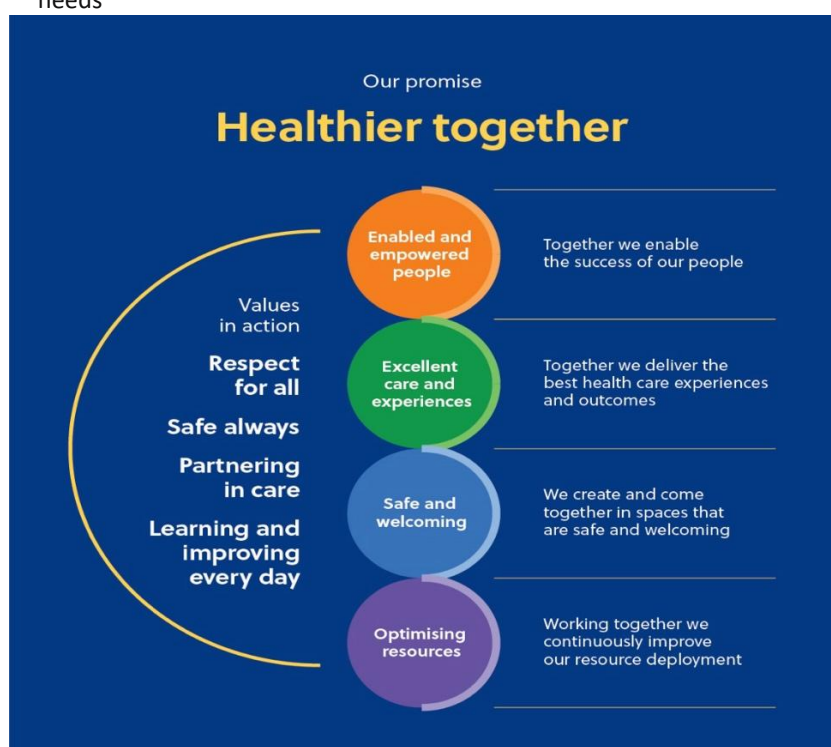 needs
Our promise
Healthier together
Values
in action
Respect
for all
Safe always
Partnering
in care
Learning and
improving
every day
Enabled and
empowered
people
Together we enable
the success of our people
Excellent
care and
experiences
Together we deliver the
best health care experiences
and outcomes
Safe and
welcoming
We create and come
together in spaces that
are safe and welcoming
Optimising
resources
Working together we
continuously improve
our resource deployment